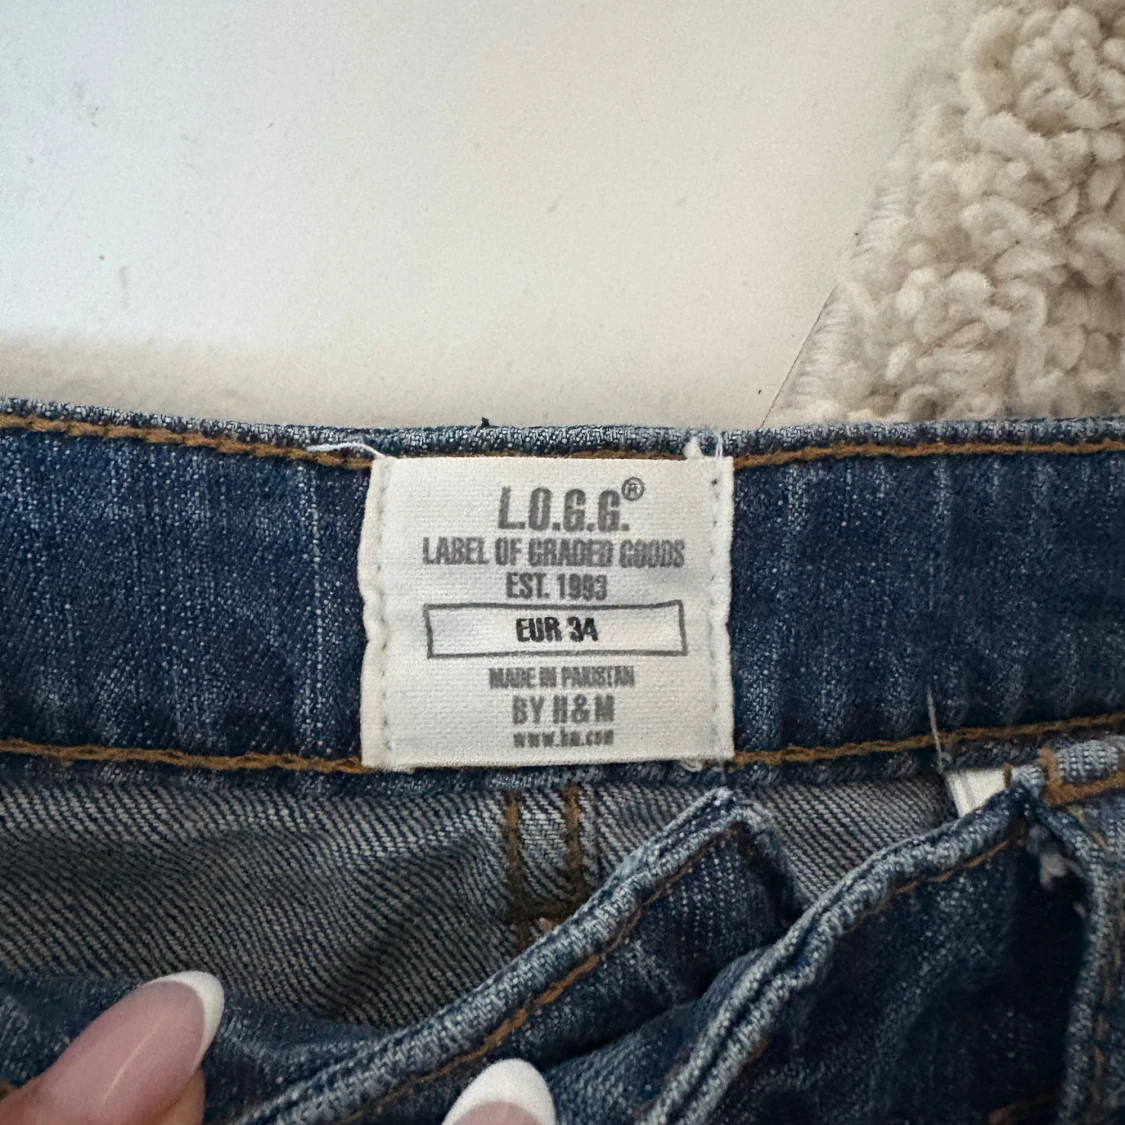 L.O.G.G.®
LABEL OF GRADED GOODS
EST. 1993
EUR 34
MADE IN PAKISTAN
BY H&M
www.hm.com